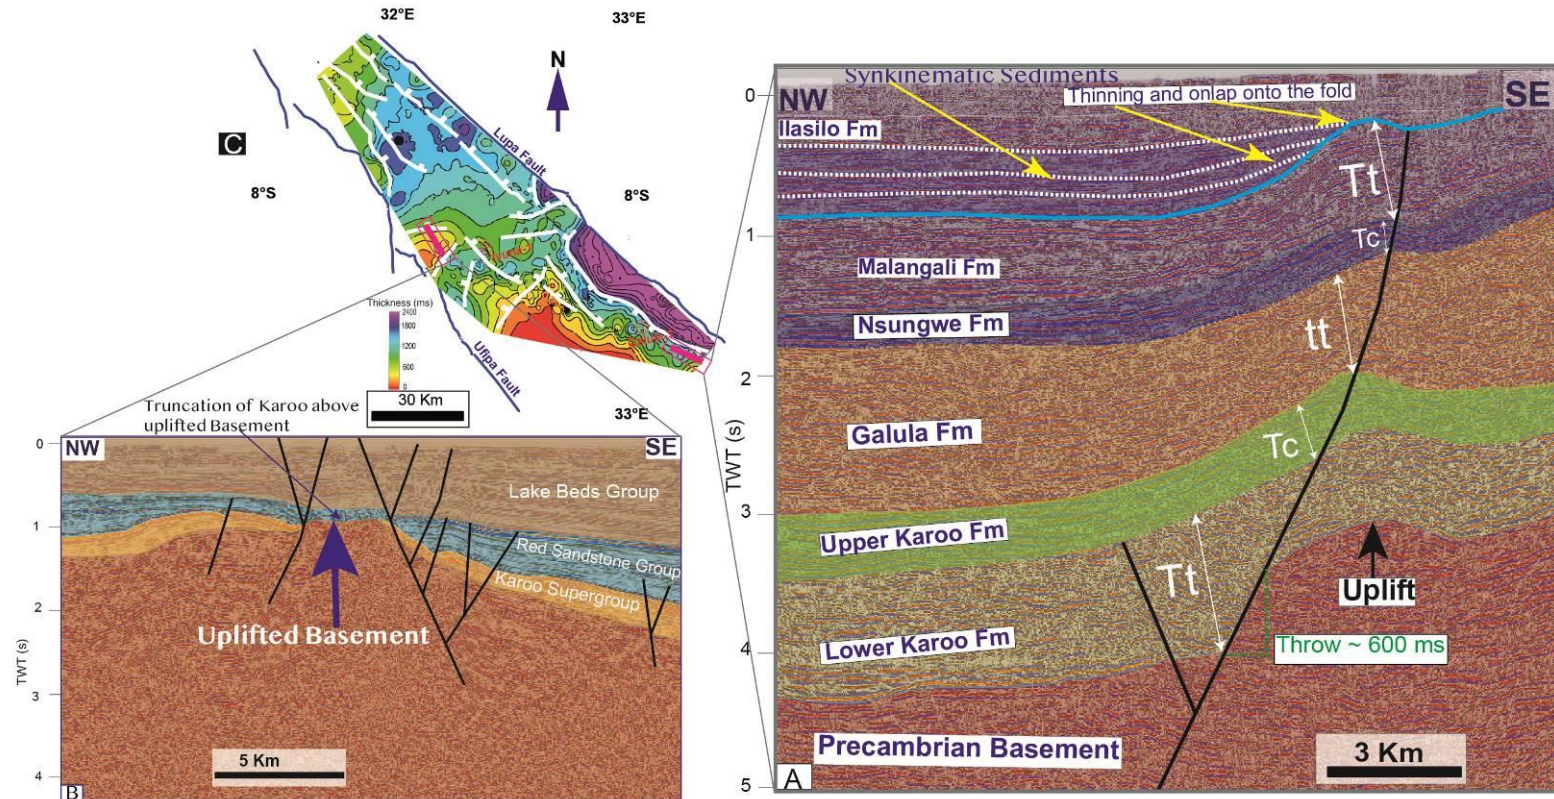 32°E
33°E
N
C
Lupa Fault
8°S
8°S
Thickness (ms)
2400
1800
1200
600
0
Ufipa Fault
30 Km
33°E
Truncation of Karoo above
uplifted Basement
NW
SE
0
1
2
3
4
TWT (s)
Lake Beds Group
Red Sandstone Group
Karoo Supergroup
Uplifted Basement
5 Km
B
Synkinematic Sediments
NW
Thinning and onlap onto the fold
SE
0
1
2
3
4
5
TWT (s)
Ilasilo Fm
Tt
Tc
Malangali Fm
Nsungwe Fm
tt
Galula Fm
Tc
Upper Karoo Fm
Tt
Uplift
Lower Karoo Fm
Throw ~ 600 ms
Precambrian Basement
3 Km
A